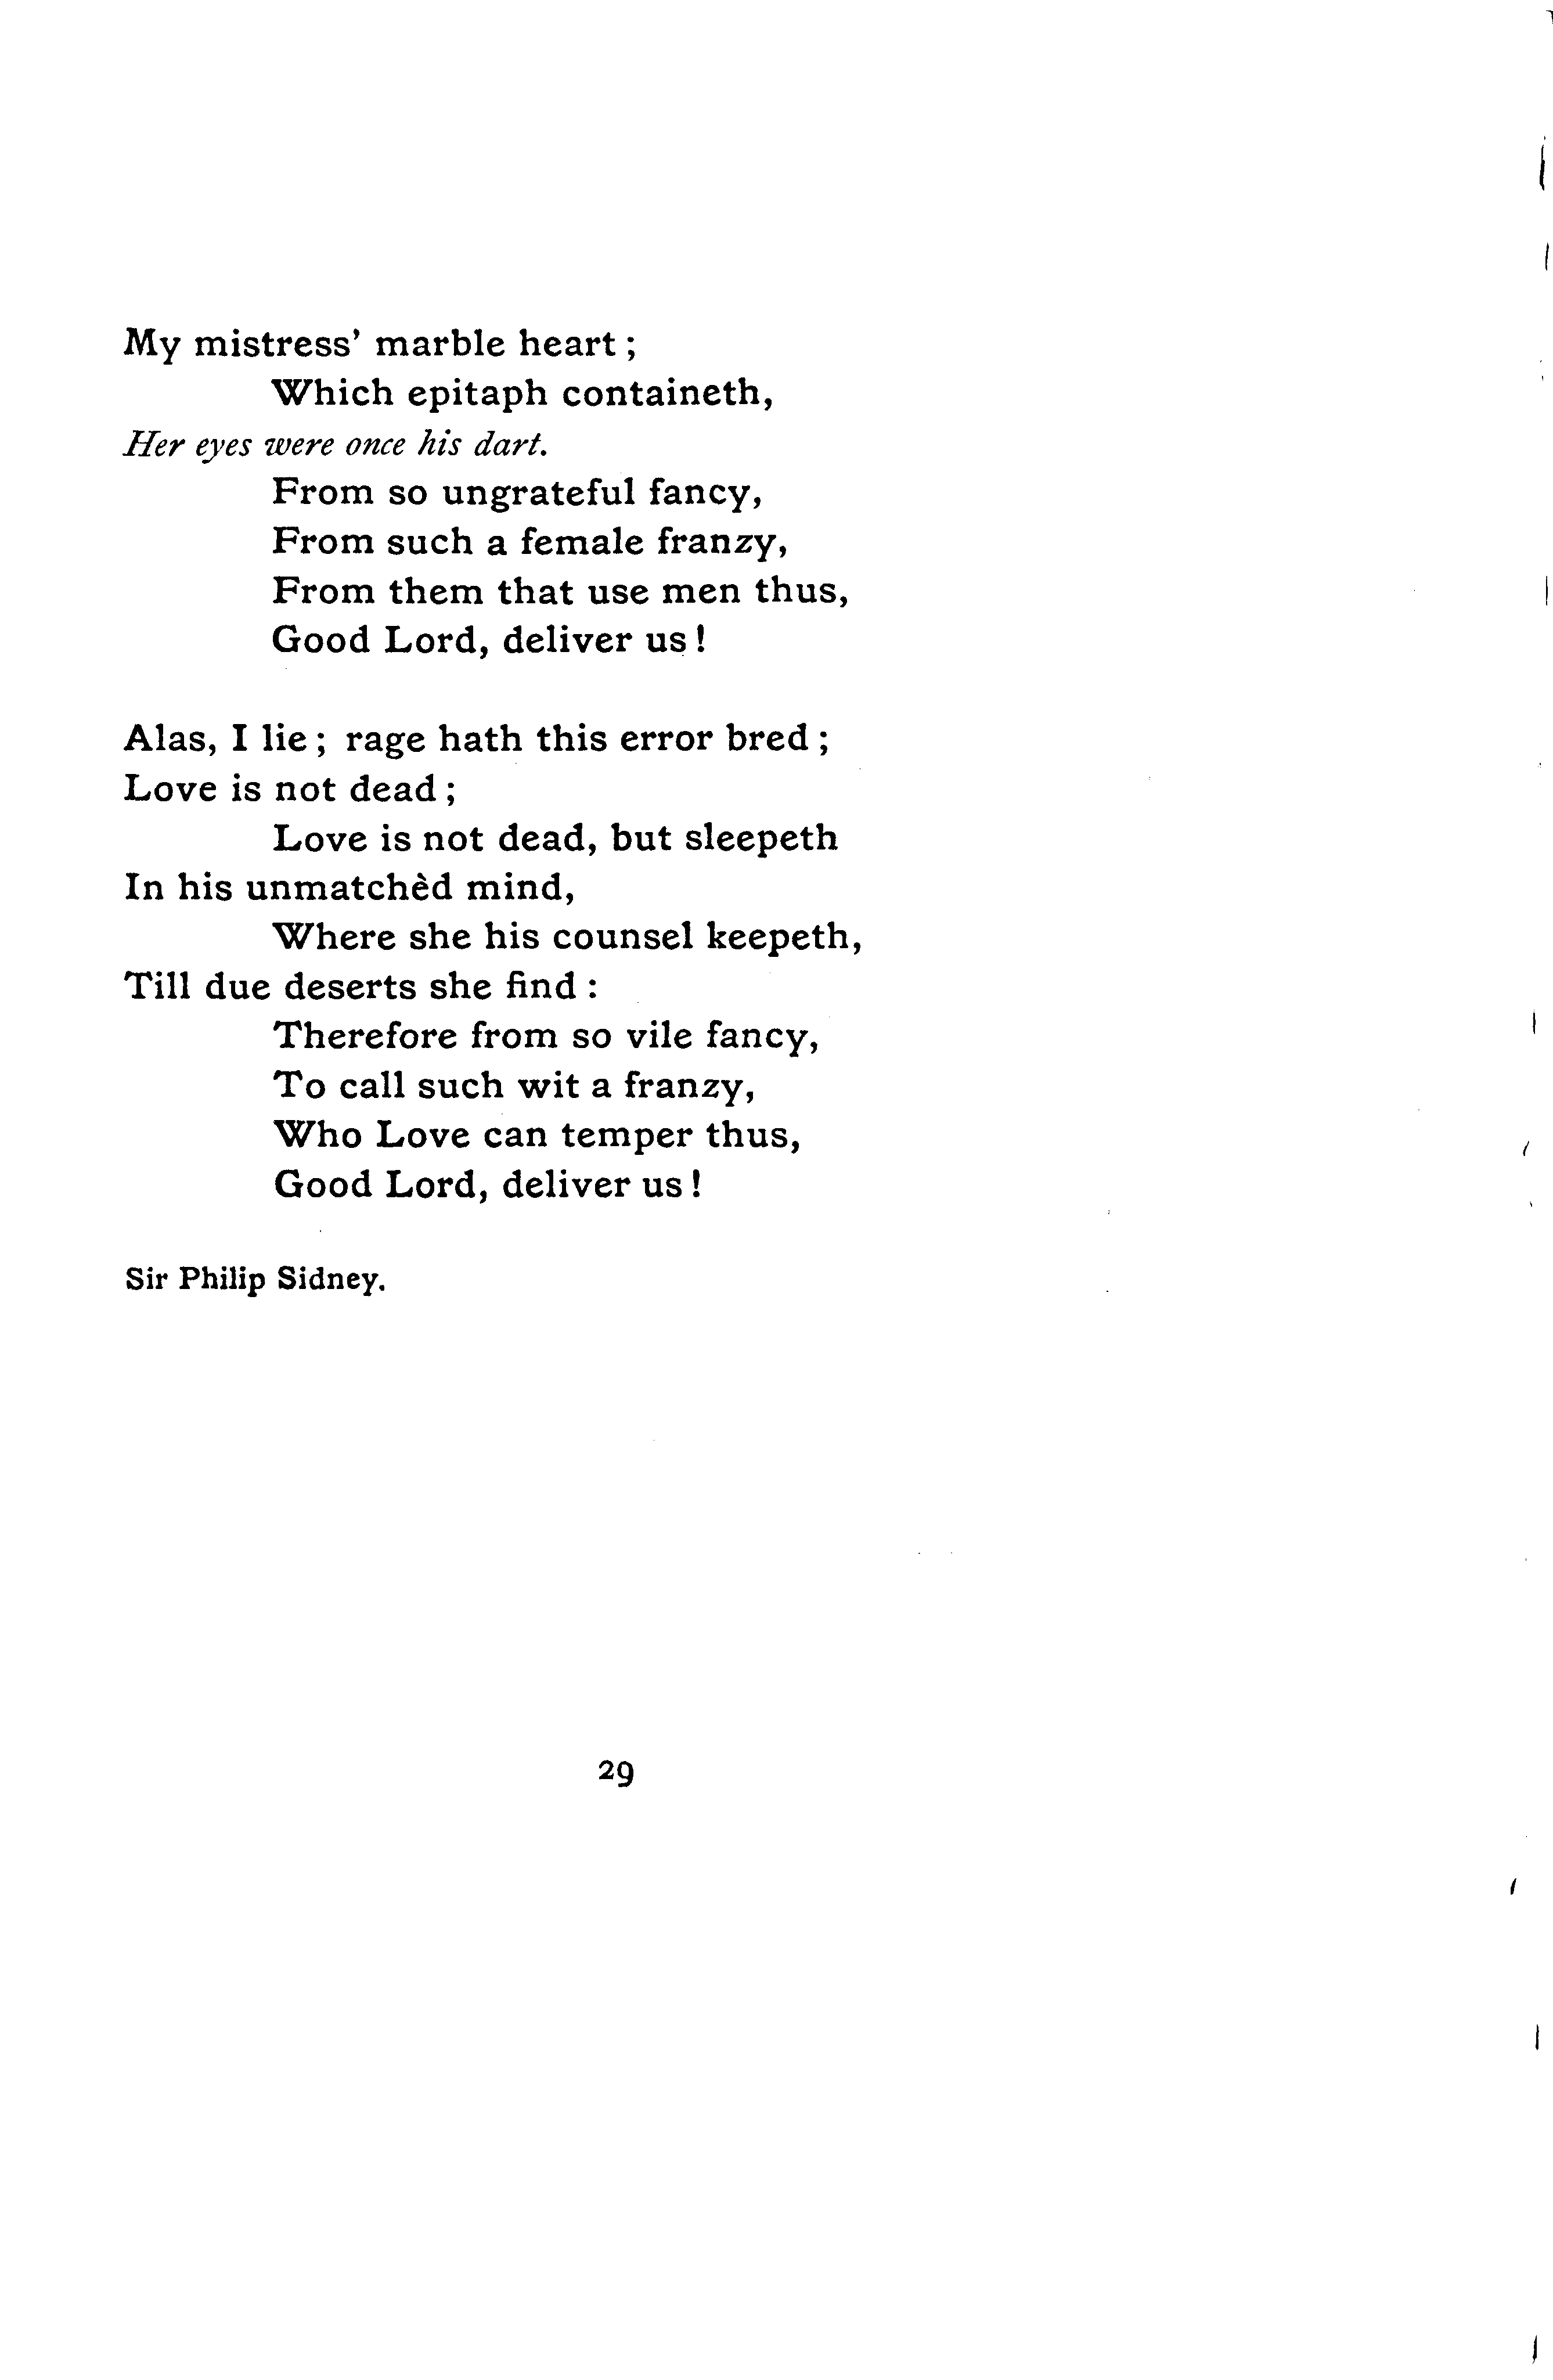 My mistress’ marble heart ;
Which epitaph containeth,
Her eyes were once his dart.
From so ungrateful fancy,
From such a female franzy,
From them that use men thus,
Good Lord, deliver us !
Alas, I lie ; rage hath this error bred ;
Love is not dead ;
Love is not dead, but sleepeth
In his unmatchèd mind,
Where she his counsel keepeth,
Till due deserts she find :
Therefore from so vile fancy,
To call such wit a franzy,
Who Love can temper thus,
Good Lord, deliver us !
Sir Philip Sidney.
29